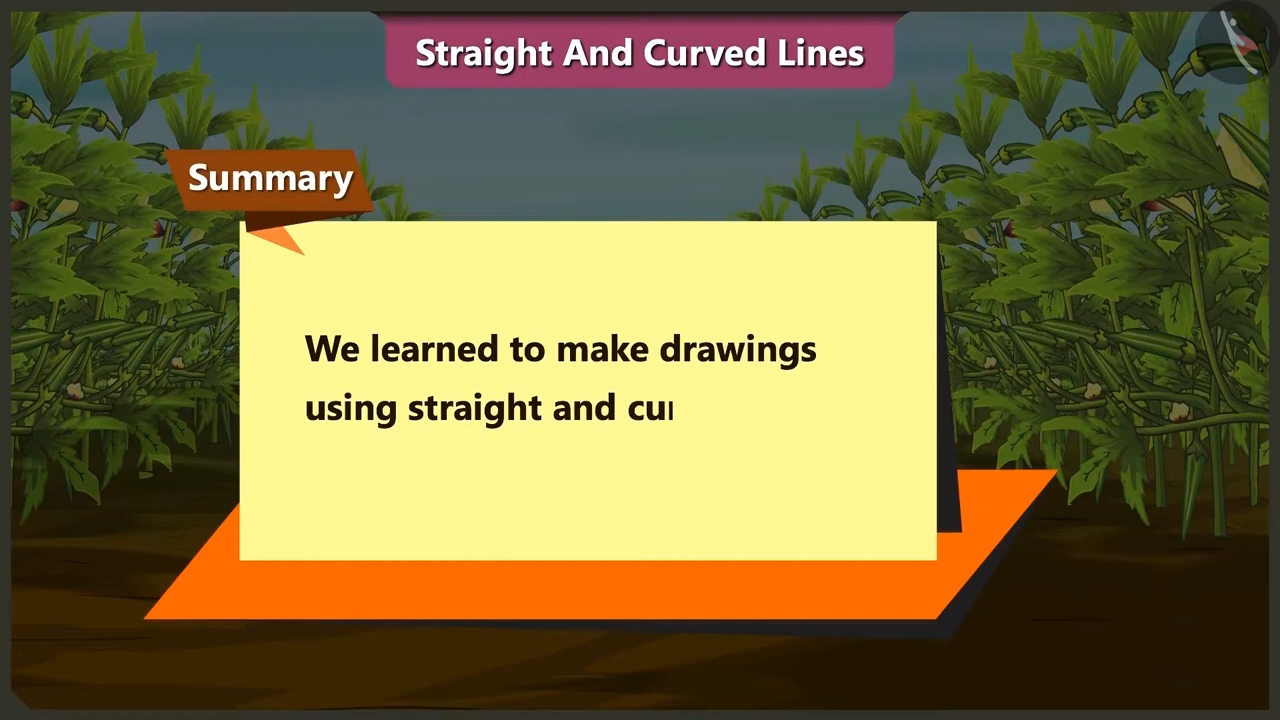 Straight And Curved Lines
Summary
We learned to make drawings
using straight and cu